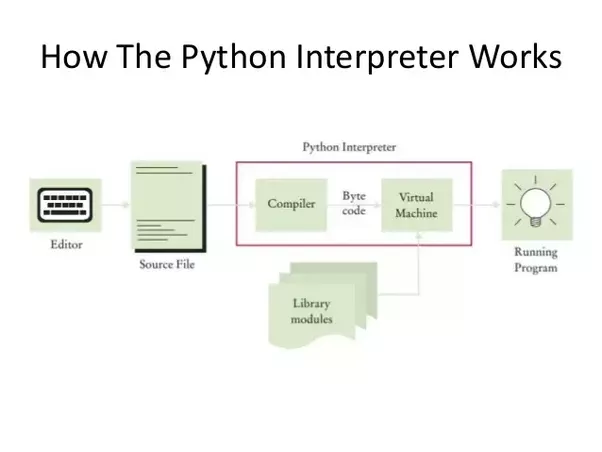 How The Python Interpreter Works
Python Interpreter
Compiler
Byte
code
Virtual
Machine
Editor
Source File
Running
Program
Library
modules